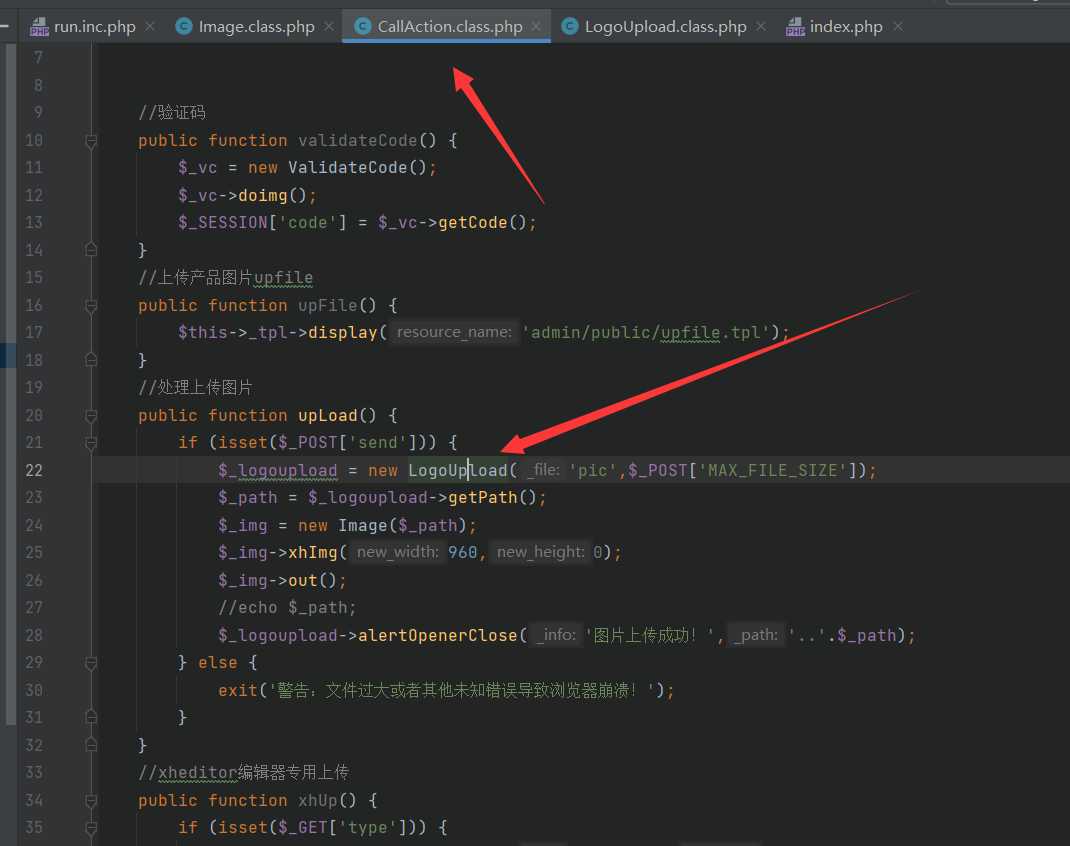 run.inc.php Image.class.php CallAction.class.php LogoUpload.class.php index.php
7
8
9 //验证码
10 public function validateCode() {
11 $_vc = new ValidateCode();
12 $_vc->doimg();
13 $_SESSION['code'] = $_vc->getCode();
14 }
15 //上传产品图片upfile
16 public function upFile() {
17 $this->_tpl->display( resource_name: 'admin/public/upfile.tpl');
18 }
19 //处理上传图片
20 public function upLoad() {
21 if (isset($_POST['send'])) {
22 $_logoupload = new LogoUpload( _file: 'pic',$_POST['MAX_FILE_SIZE']);
23 $_path = $_logoupload->getPath();
24 $_img = new Image($_path);
25 $_img->xhImg( new_width: 960, new_height: 0);
26 $_img->out();
27 //echo $_path;
28 $_logoupload->alertOpenerClose( _info: '图片上传成功！', _path: '..'.$_path);
29 } else {
30 exit('警告：文件过大或者其他未知错误导致浏览器崩溃！');
31 }
32 }
33 //xheditor编辑器专用上传
34 public function xhUp() {
35 if (isset($_GET['type'])) {